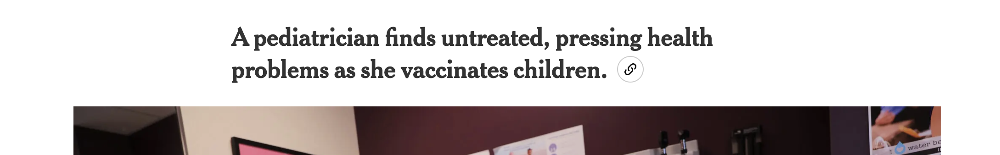 A pediatrician finds untreated, pressing health
problems as she vaccinates children.
I water be